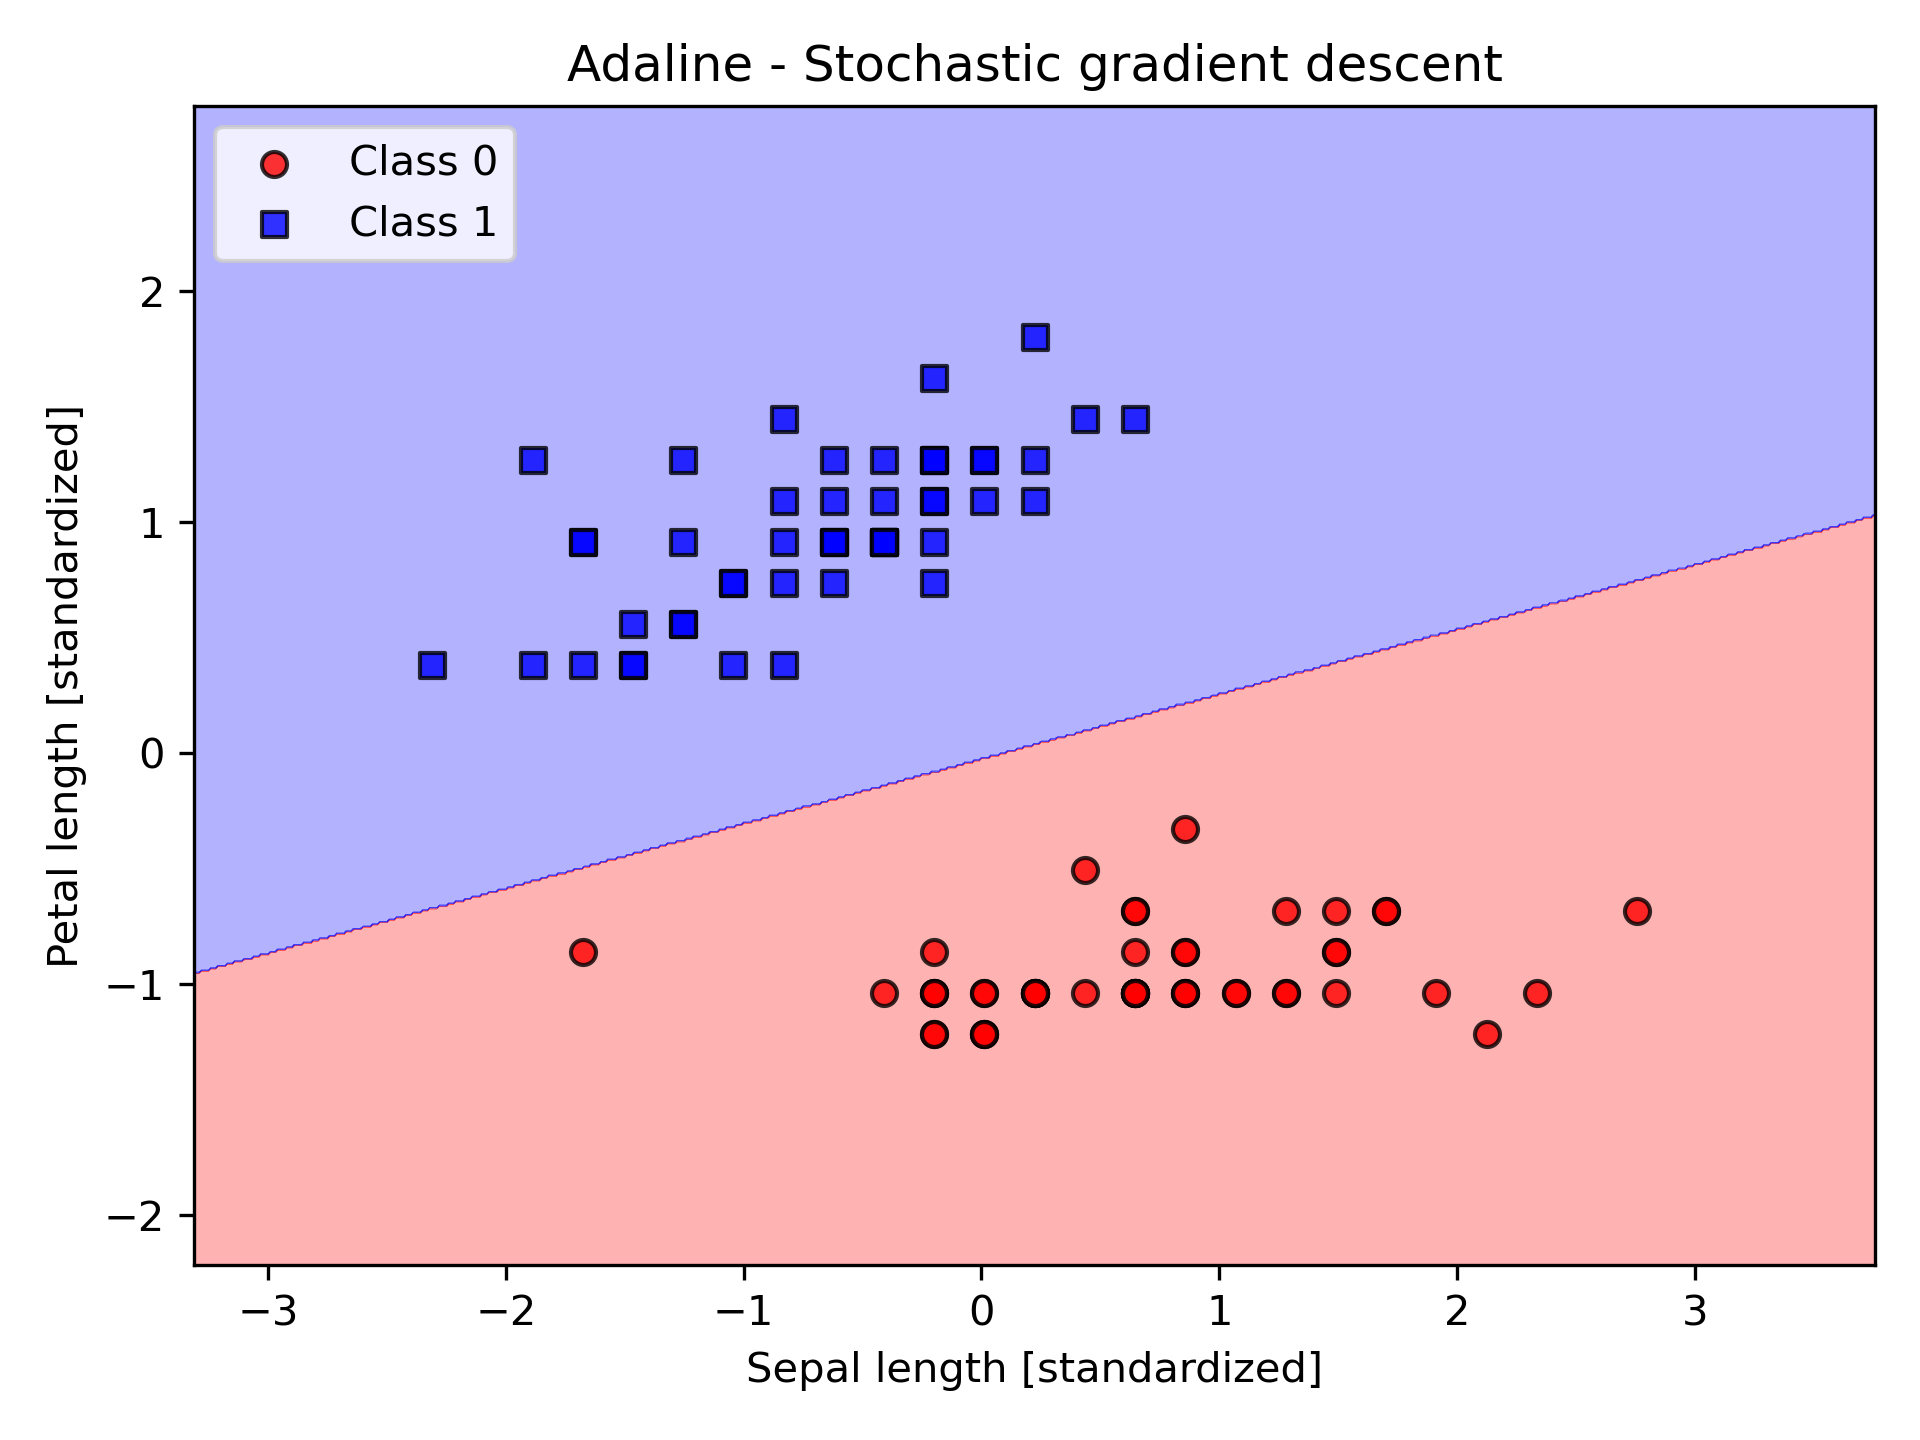 Adaline - Stochastic gradient descent
Class 0
Class 1
Petal length [standardized]
2
1
0
−1
−2
−3 −2 −1 0 1 2 3
Sepal length [standardized]